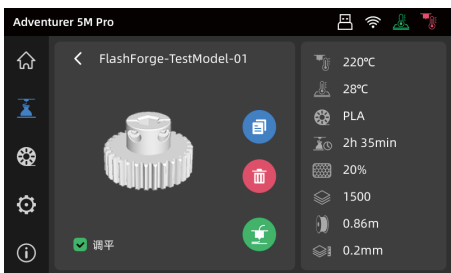 Adventurer 5M Pro
FlashForge-TestModel-01
调平
220℃
28℃
PLA
2h 35min
20%
1500
0.86m
0.2mm